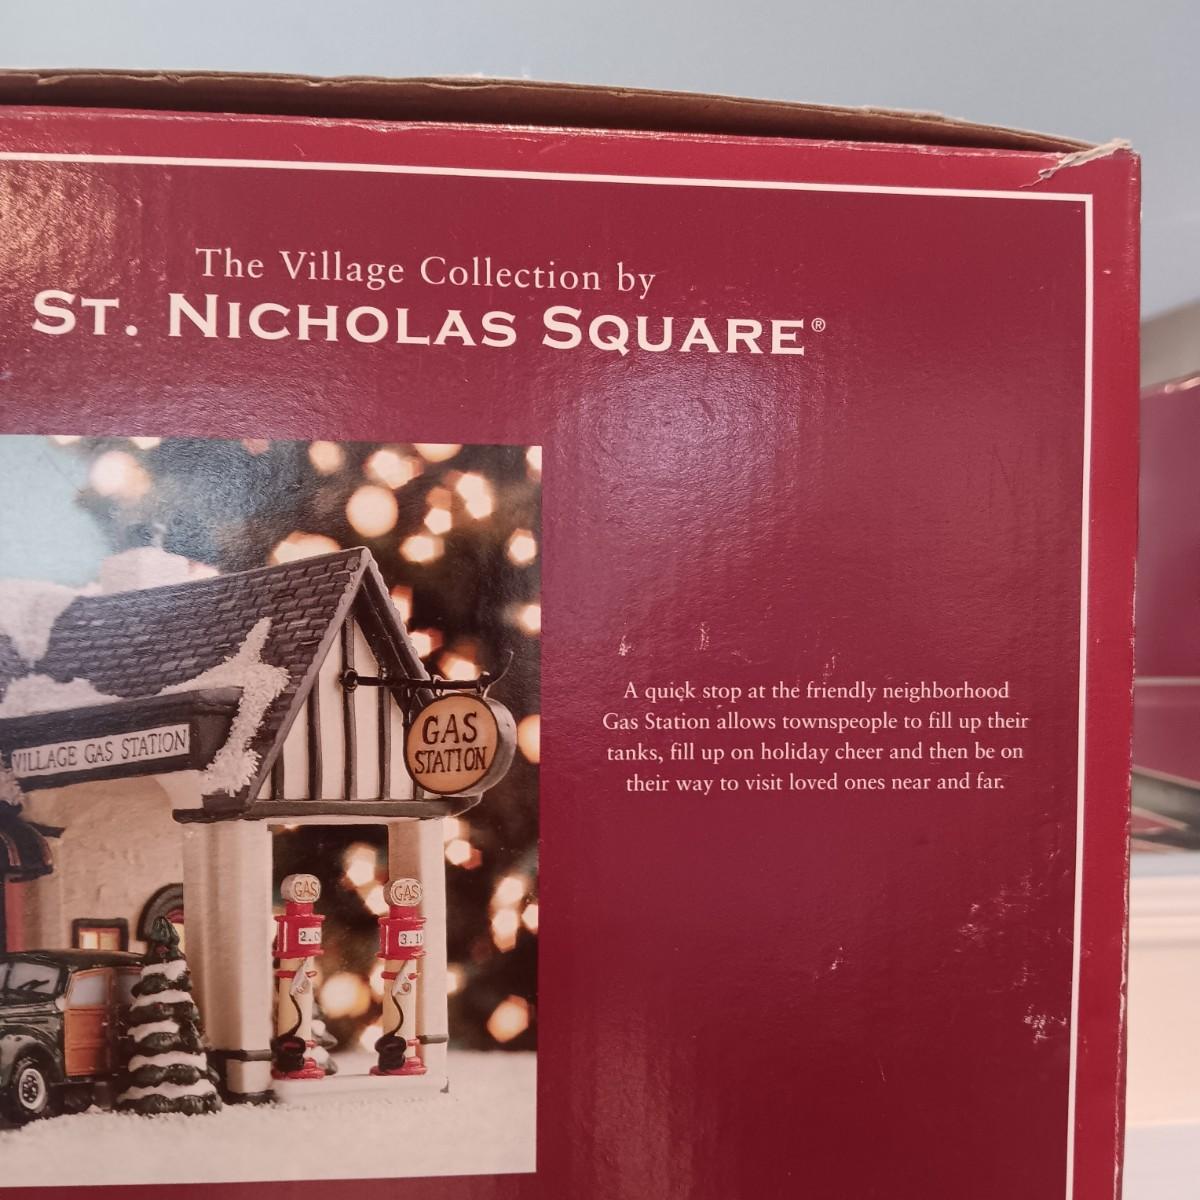 The Village Collection by
ST. NICHOLAS SQUARE®
VILLAGE GAS STATION
GAS
STATION
GAS
GAS
A quick stop at the friendly neighborhood
Gas Station allows townspeople to fill up their
tanks, fill up on holiday cheer and then be on
their way to visit loved ones near and far.